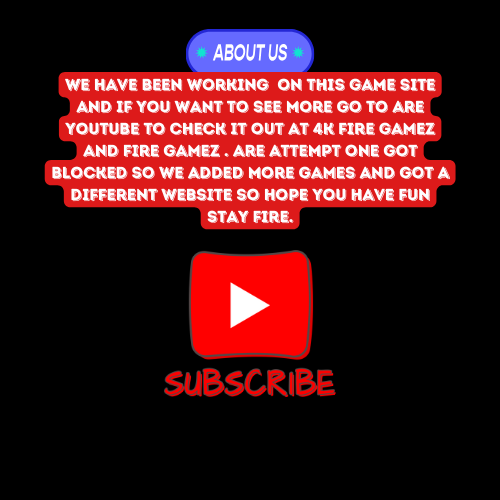 ABOUT US
WE HAVE BEEN WORKING ON THIS GAME SITE
AND IF YOU WANT TO SEE MORE GO TO ARE
YOUTUBE TO CHECK IT OUT AT 4K FIRE GAMEZ
AND FIRE GAMEZ . ARE ATTEMPT ONE GOT
BLOCKED SO WE ADDED MORE GAMES AND GOT A
DIFFERENT WEBSITE SO HOPE YOU HAVE FUN
STAY FIRE.
SUBSCRIBE